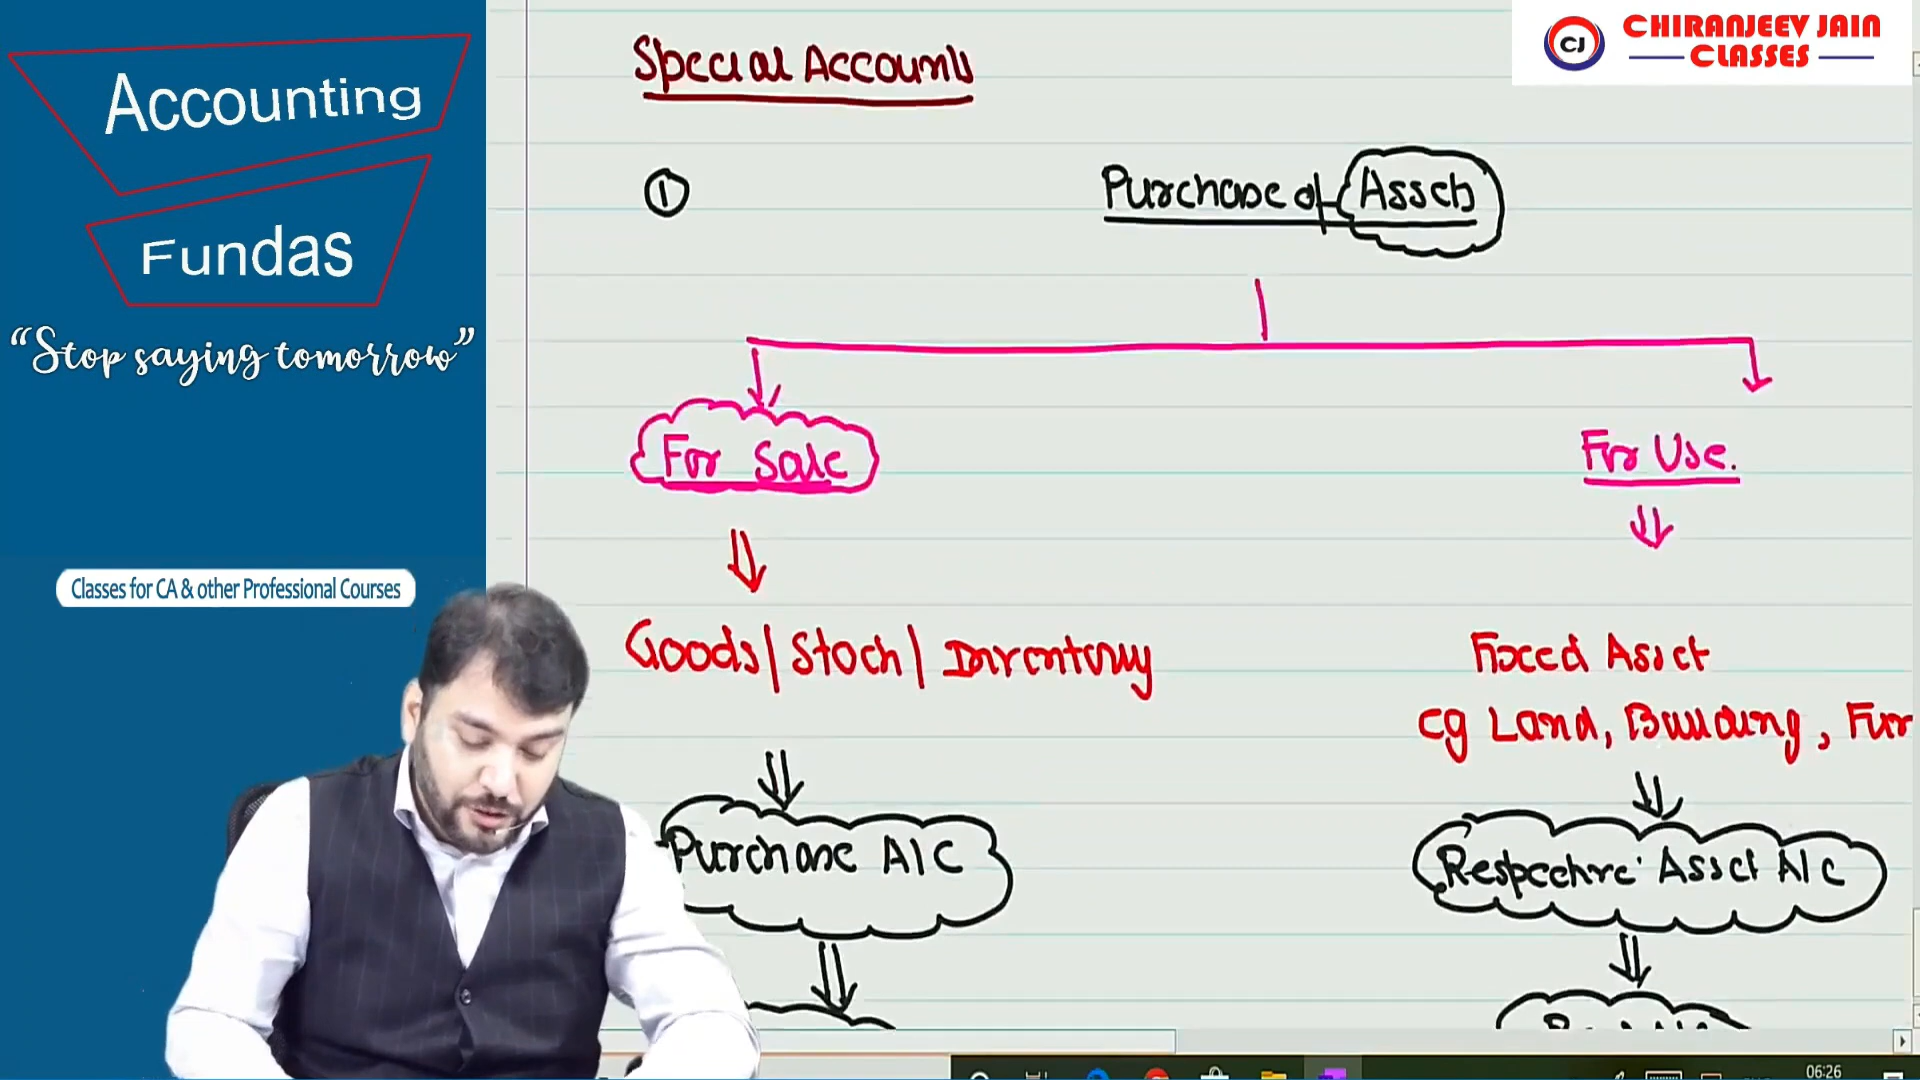 Accounting
Fundas
“Stop saying tomorrow”
Classes for CA & other Professional Courses
CJ
CHIRANJEEV JAIN
CLASSES
Special Accounts
①
Purchase of Assets
For Sale
For Use.
Goods/Stock/Inventory
Fixed Asset
eg Land, Building, Fur
Purchase A/C
Respective Asset A/C
06:26